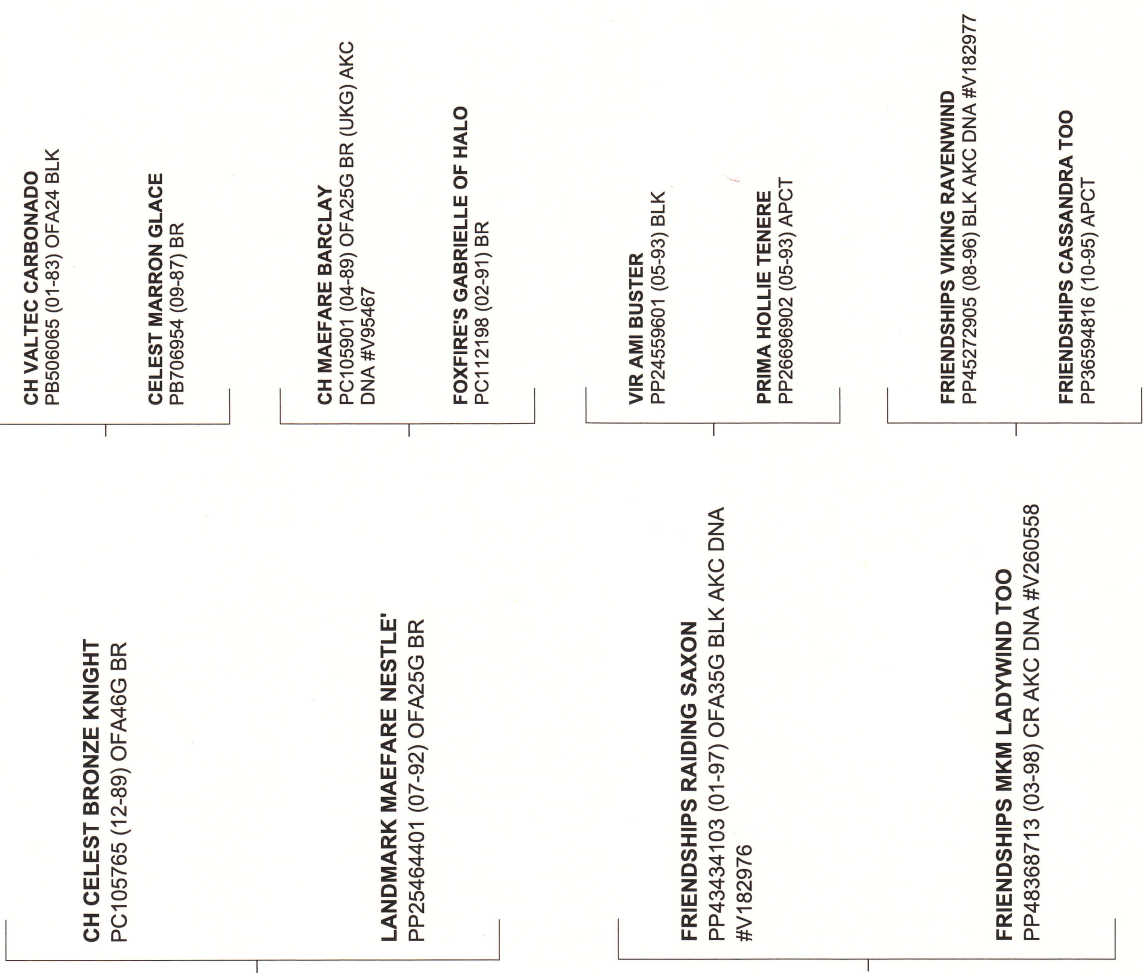 CH CELEST BRONZE KNIGHT
PC105765 (12-89) OFA46G BR
LANDMARK MAEFARE NESTLE'
PP25464401 (07-92) OFA25G BR
FRIENDSHIPS RAIDING SAXON
PP43434103 (01-97) OFA35G BLK AKC DNA
#V182976
FRIENDSHIPS MKM LADYWIND TOO
PP48368713 (03-98) CR AKC DNA #V260558
CH VALTEC CARBONADO
PB506065 (01-83) OFA24 BLK
CELEST MARRON GLACE
PB706954 (09-87) BR
CH MAEFARE BARCLAY
PC105901 (04-89) OFA25G BR (UKG) AKC
DNA #V95467
FOXFIRE'S GABRIELLE OF HALO
PC112198 (02-91) BR
VIR AMI BUSTER
PP24559601 (05-93) BLK
PRIMA HOLLIE TENERE
PP26696902 (05-93) APCT
FRIENDSHIPS VIKING RAVENWIND
PP45272905 (08-96) BLK AKC DNA #V182977
FRIENDSHIPS CASSANDRA TOO
PP36594816 (10-95) APCT